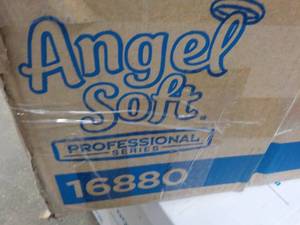 Angel
Soft.
PROFESSIONAL
SERIES
16880